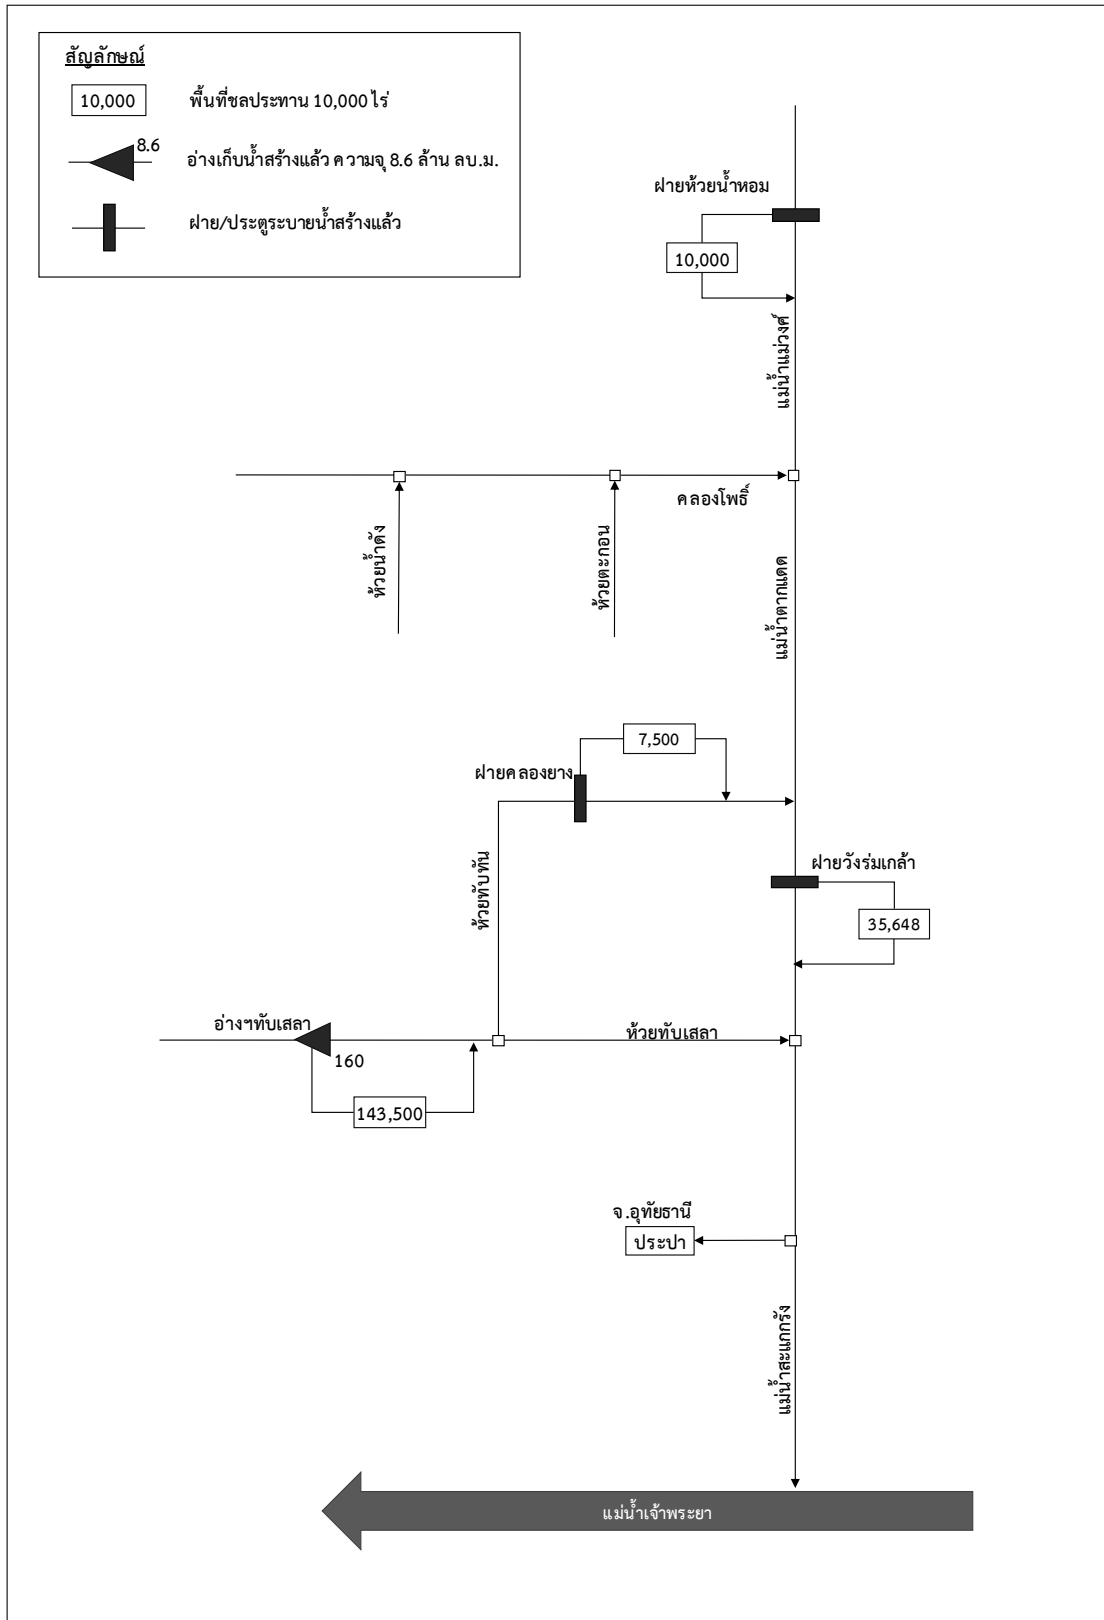 สัญลักษณ์
10,000
พื้นที่ชลประทาน 10,000 ไร่
8.6
อ่างเก็บน้ำสร้างแล้ว ความจุ 8.6 ล้าน ลบ.ม.
ฝาย/ประตูระบายน้ำสร้างแล้ว
ฝายห้วยน้ำหอม
10,000
แม่น้ำแม่วงศ์
คลองโพธิ์
ห้วยน้ำดัง
ห้วยตะกอน
แม่น้ำตากแดด
7,500
ฝายคลองยาง
ห้วยทับทัน
ฝายวังร่มเกล้า
35,648
อ่างฯทับเสลา
ห้วยทับเสลา
160
143,500
จ.อุทัยธานี
ประปา
แม่น้ำสะแกกรัง
แม่น้ำเจ้าพระยา